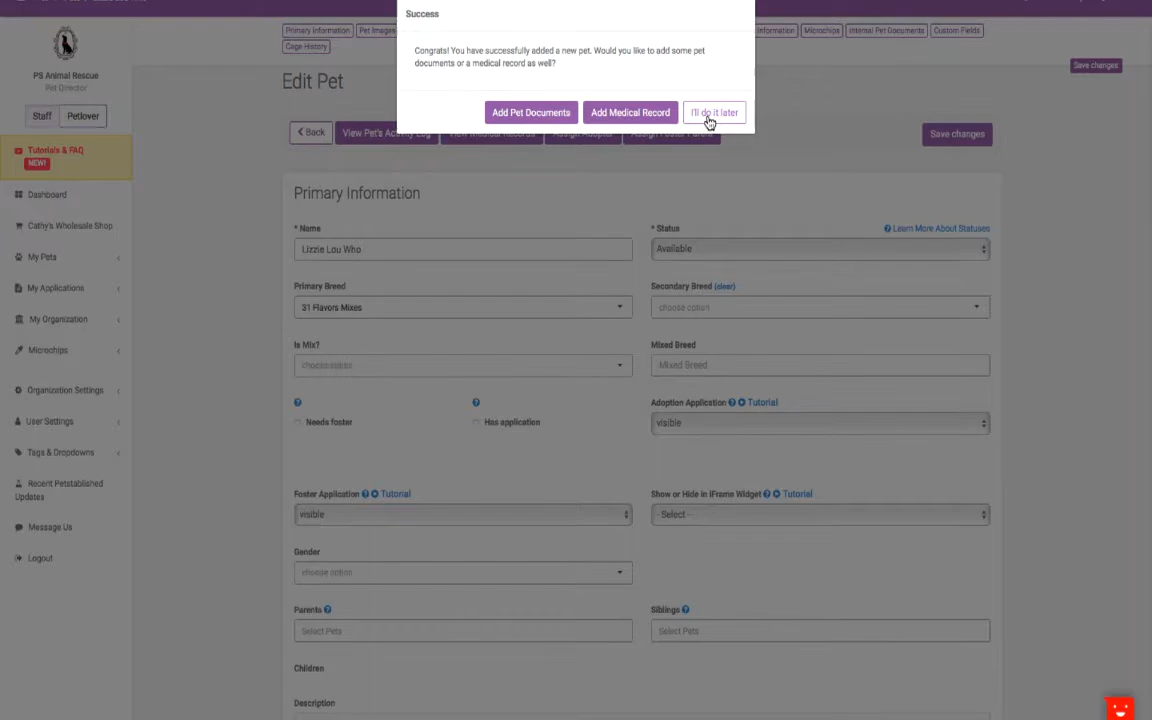 Success
Congrats! You have successfully added a new pet. Would you like to add some pet
documents or a medical record as well?
Add Pet Documents
Add Medical Record
I'll do it later
Primary Information
Pet Images
Information
Microchips
Internal Pet Documents
Custom Fields
Cage History
Save changes
PS Animal Rescue
Pet Director
Staff
Petlover
Tutorials & FAQ
NEW!
Dashboard
Cathy's Wholesale Shop
My Pets
My Applications
My Organization
Microchips
Organization Settings
User Settings
Tags & Dropdowns
Recent Petstablished
Updates
Message Us
Logout
Edit Pet
Back
View Pet's Activity Log
View Medical Records
Assign Adopter
Assign Foster Parent
Save changes
Primary Information
* Name
Lizzie Lou Who
* Status
Learn More About Statuses
Available
Primary Breed
31 Flavors Mixes
Secondary Breed (clear)
choose option
Is Mix?
choose option
Mixed Breed
Mixed Breed
Needs foster
Has application
Adoption Application
Tutorial
visible
Foster Application
Tutorial
visible
Show or Hide in IFrame Widget
Tutorial
- Select -
Gender
choose option
Parents
Select Pets
Siblings
Select Pets
Children
Description